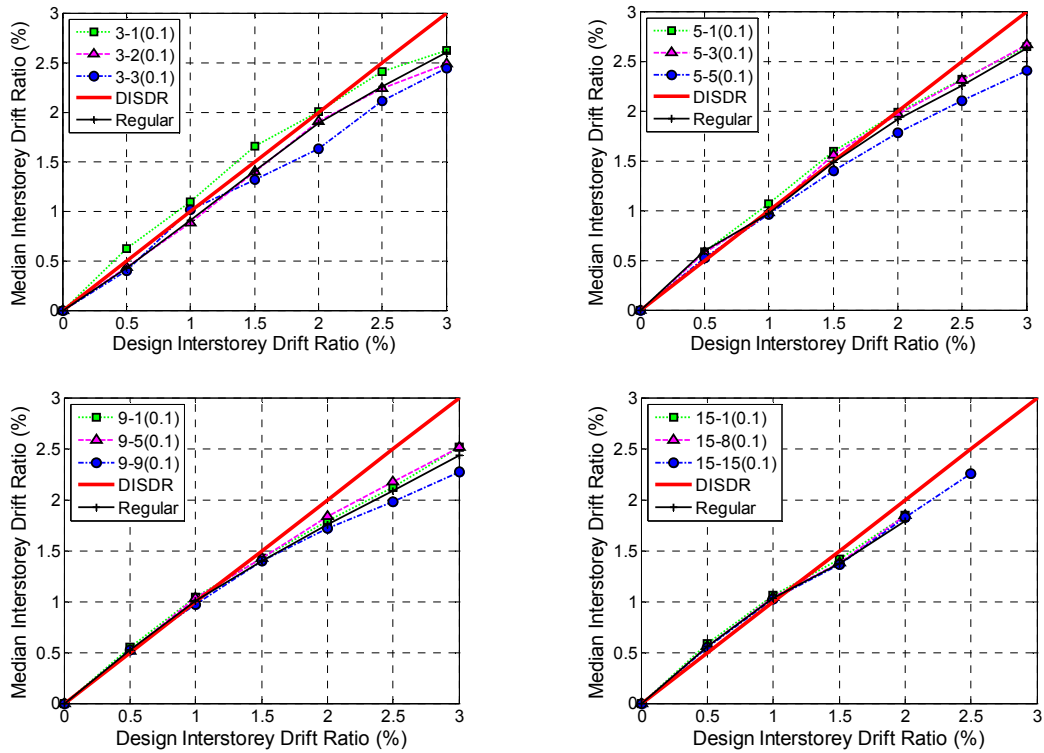 Median Interstorey Drift Ratio (%)
3
2.5
2
1.5
1
0.5
0
3-1(0.1)
3-2(0.1)
3-3(0.1)
DISDR
Regular
0 0.5 1 1.5 2 2.5 3
Design Interstorey Drift Ratio (%)
Median Interstorey Drift Ratio (%)
3
2.5
2
1.5
1
0.5
0
5-1(0.1)
5-3(0.1)
5-5(0.1)
DISDR
Regular
0 0.5 1 1.5 2 2.5 3
Design Interstorey Drift Ratio (%)
Median Interstorey Drift Ratio (%)
3
2.5
2
1.5
1
0.5
0
9-1(0.1)
9-5(0.1)
9-9(0.1)
DISDR
Regular
0 0.5 1 1.5 2 2.5 3
Design Interstorey Drift Ratio (%)
Median Interstorey Drift Ratio (%)
3
2.5
2
1.5
1
0.5
0
15-1(0.1)
15-8(0.1)
15-15(0.1)
DISDR
Regular
0 0.5 1 1.5 2 2.5 3
Design Interstorey Drift Ratio (%)